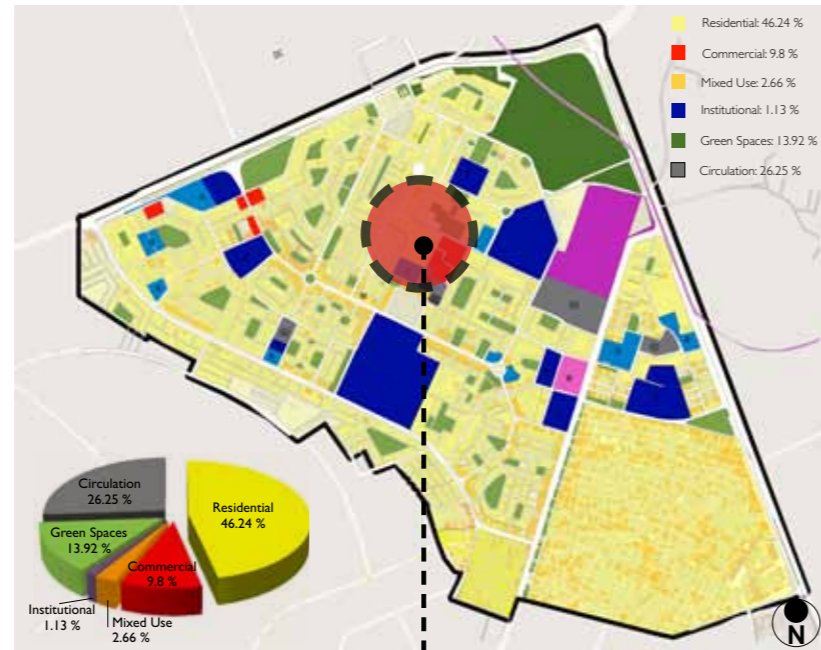 Residential: 46.24 %
Commercial: 9.8 %
Mixed Use: 2.66 %
Institutional: 1.13 %
Green Spaces: 13.92 %
Circulation: 26.25 %
Circulation
26.25 %
Residential
46.24 %
Green Spaces
13.92 %
Commercial
9.8 %
Institutional
1.13 %
Mixed Use
2.66 %
N